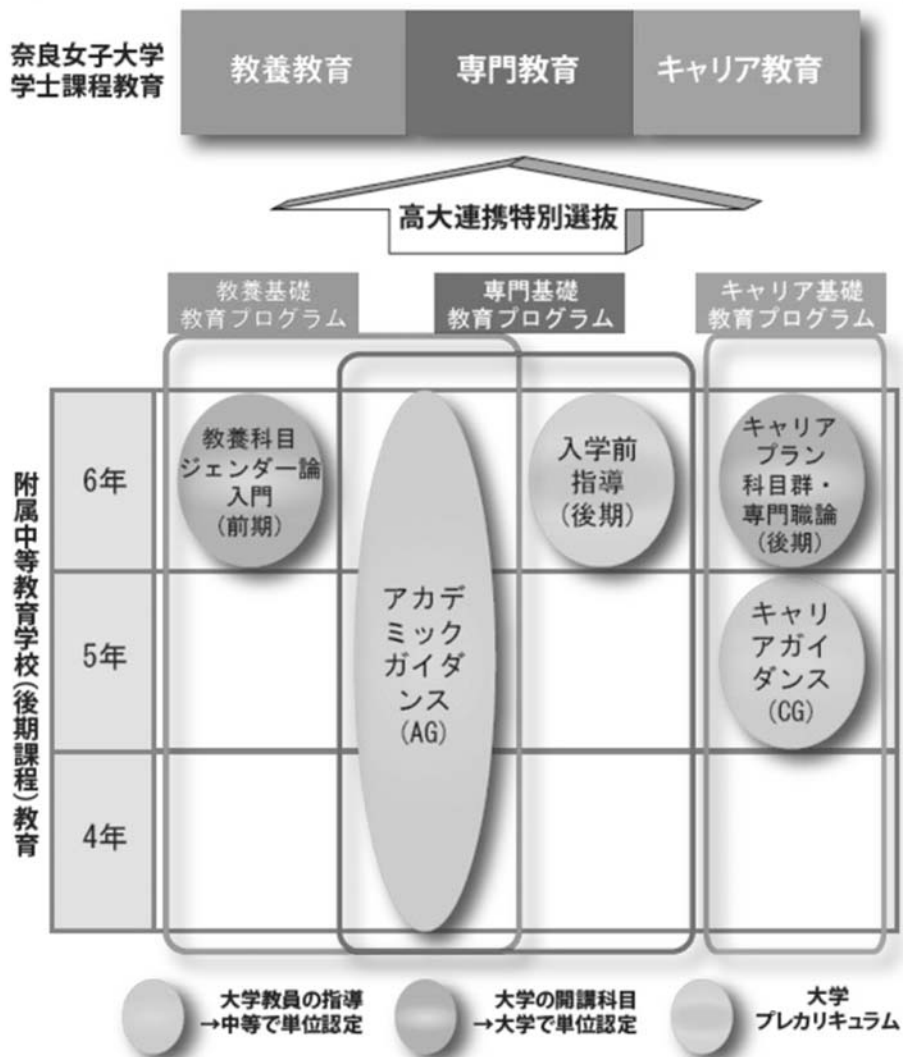 奈良女子大学
学士課程教育
教養教育
専門教育
キャリア教育
高大連携特別選抜
教養基礎
教育プログラム
専門基礎
教育プログラム
キャリア基礎
教育プログラム
附属中等教育学校(後期課程)教育
6年
教養科目
ジェンダー論
入門
(前期)
入学前
指導
(後期)
キャリア
プラン
科目群・
専門職論
(後期)
5年
アカデ
ミック
ガイダ
ンス
(AG)
キャリ
アガイ
ダンス
(CG)
4年
大学教員の指導
→中等で単位認定
大学の開講科目
→大学で単位認定
大学
プレカリキュラム